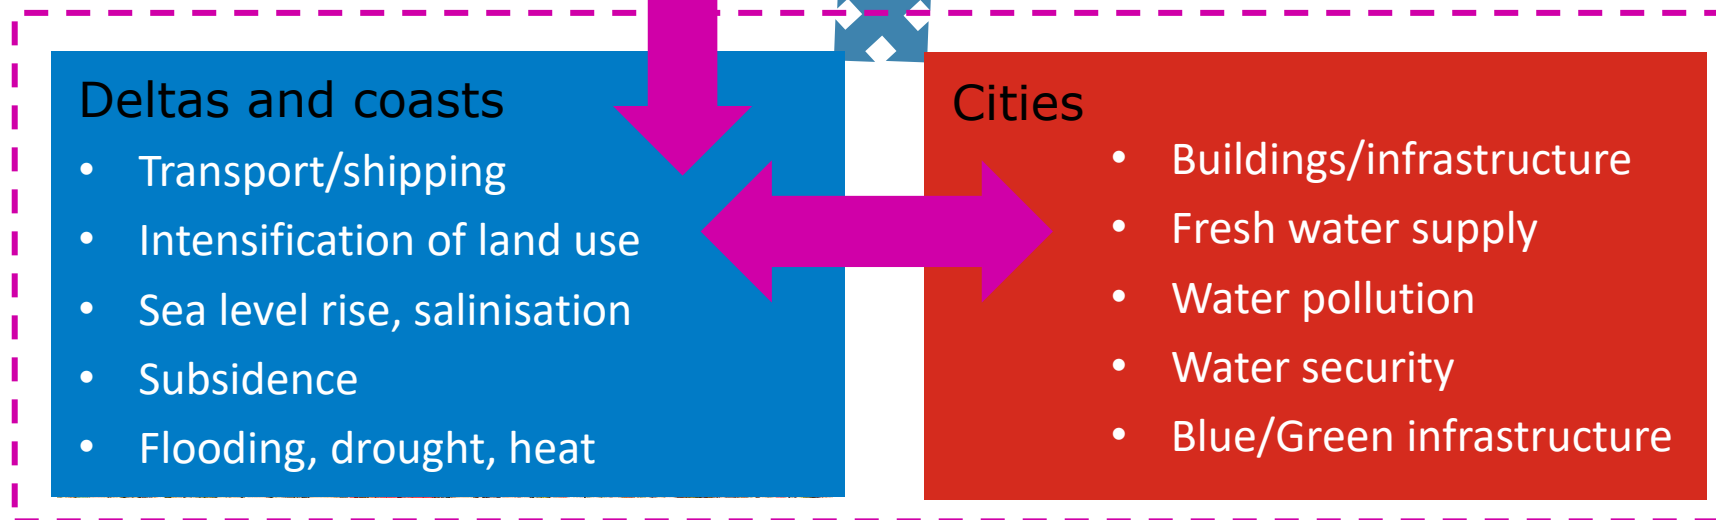 Deltas and coasts
• Transport/shipping
• Intensification of land use
• Sea level rise, salinisation
• Subsidence
• Flooding, drought, heat
Cities
• Buildings/infrastructure
• Fresh water supply
• Water pollution
• Water security
• Blue/Green infrastructure